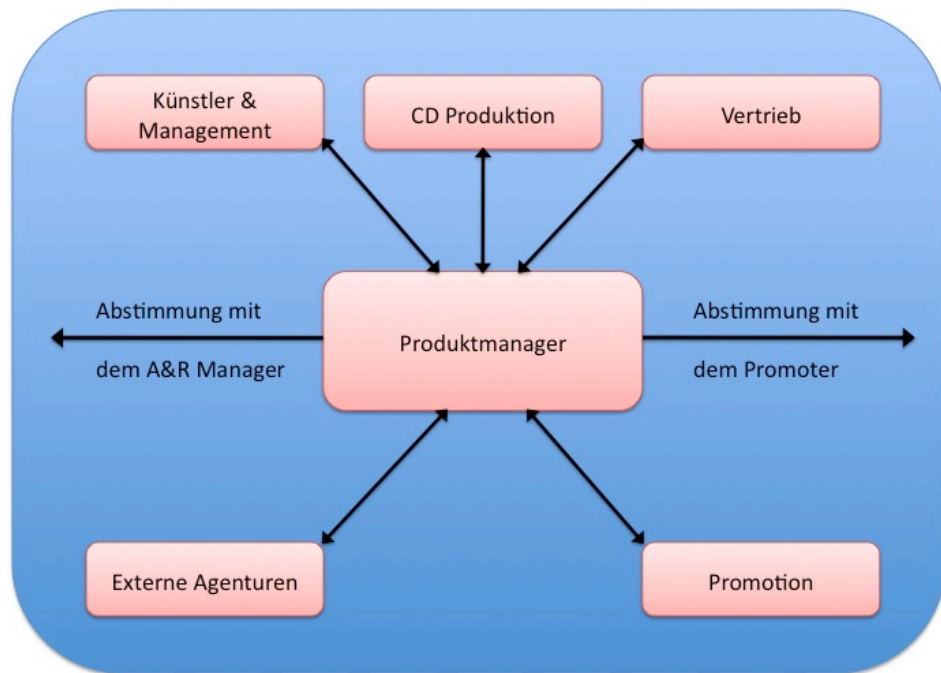 Künstler &
Management
CD Produktion
Vertrieb
Abstimmung mit
dem A&R Manager
Produktmanager
Abstimmung mit
dem Promoter
Externe Agenturen
Promotion